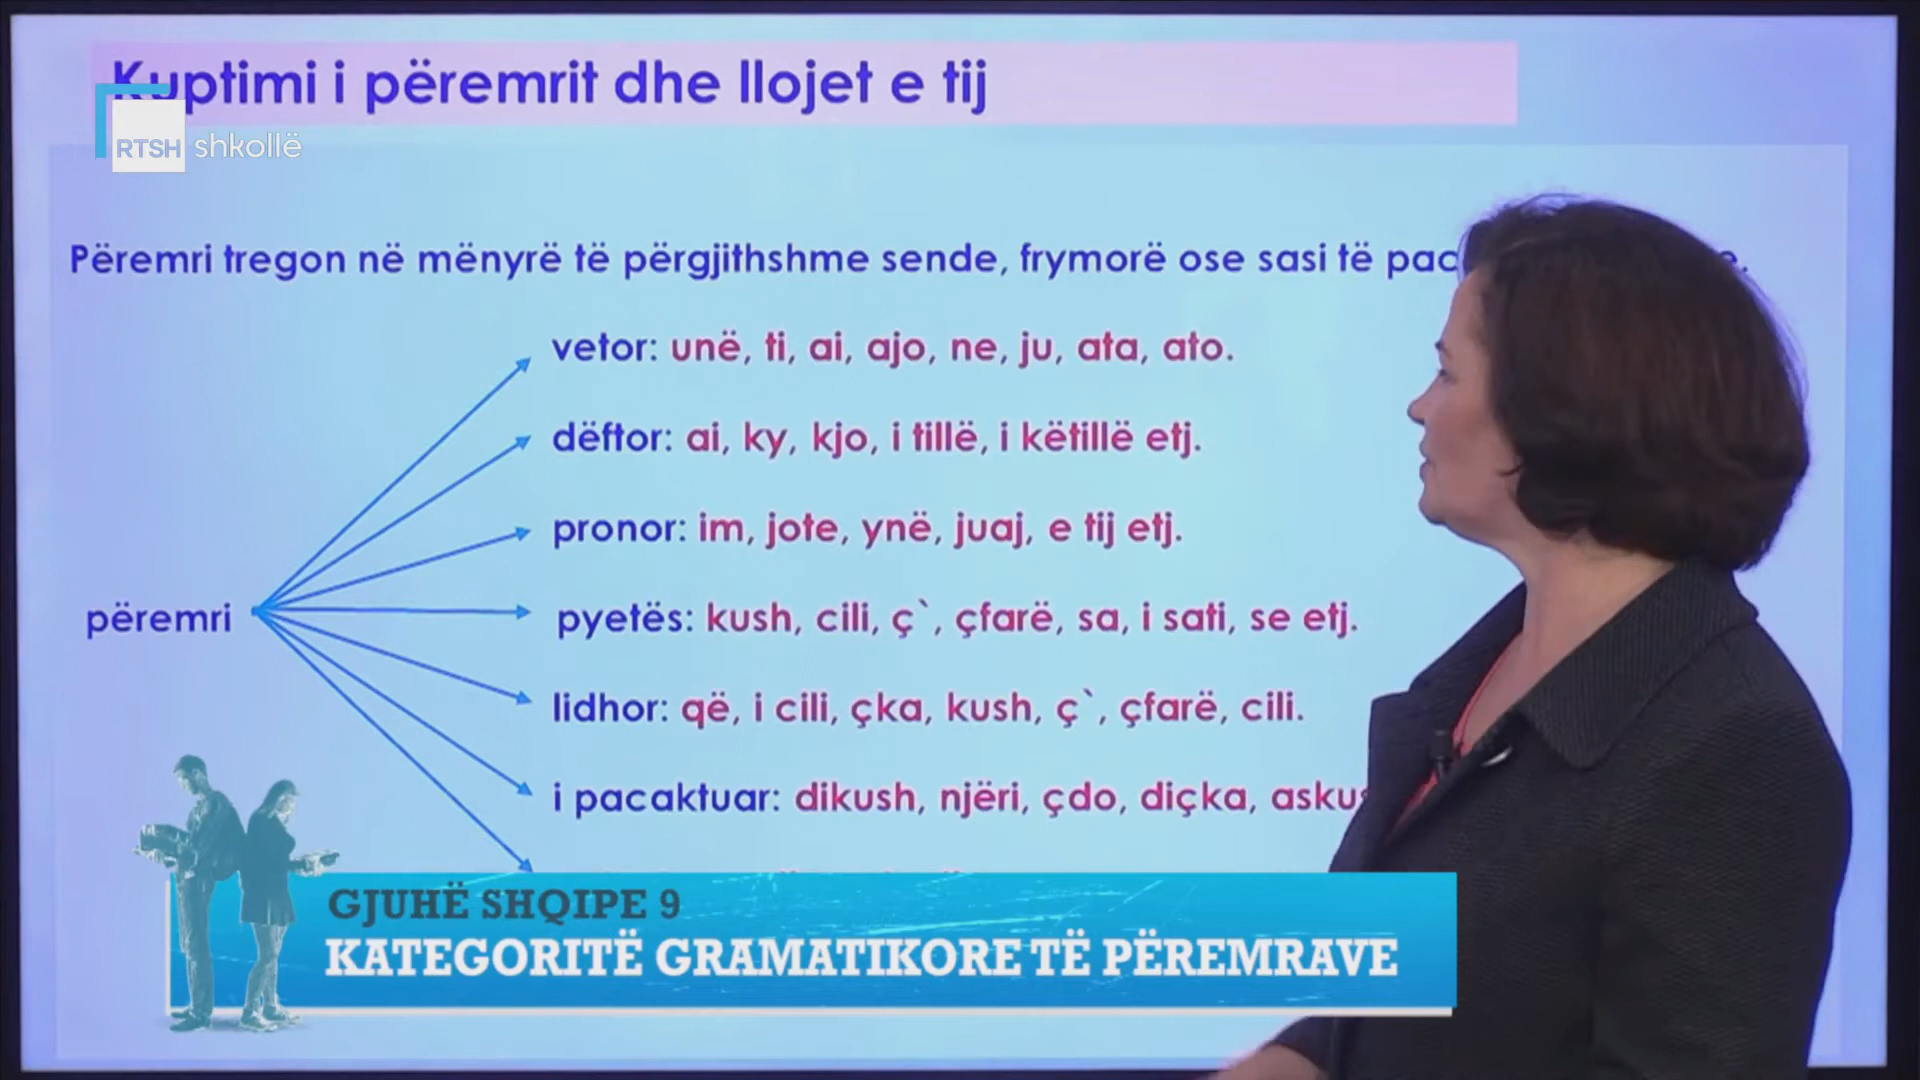 Kuptimi i përemrit dhe llojet e tij
RTSH shkollë
Përemri tregon në mënyrë të përgjithshme sende, frymorë ose sasi të
vetor: unë, ti, ai, ajo, ne, ju, ata, ato.
dëftor: ai, ky, kjo, i tillë, i këtillë etj.
pronor: im, jote, ynë, juaj, e tij etj.
përemri
pyetës: kush, cili, ç`, çfarë, sa, i sati, se etj.
lidhor: që, i cili, çka, kush, ç`, çfarë, cili.
i pacaktuar: dikush, njëri, çdo, diçka,
GJUHË SHQIPE 9
KATEGORITË GRAMATIKORE TË PËREMRAVE